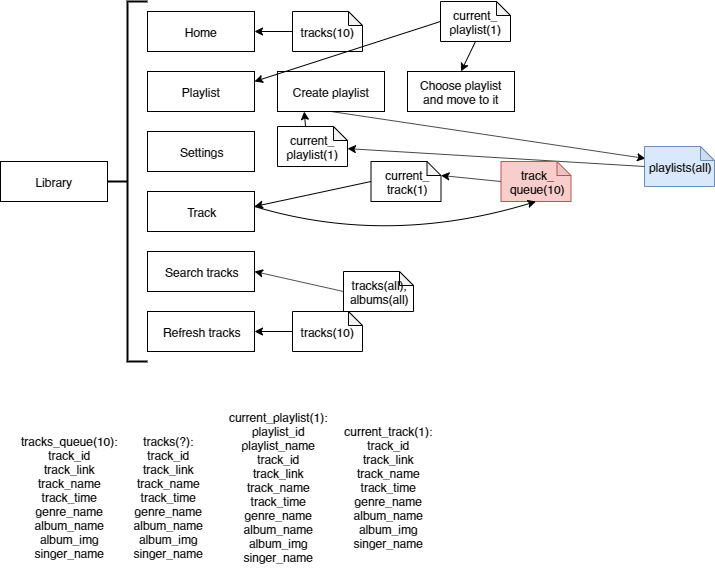 Home
tracks(10)
current_
playlist(1)
Playlist
Create playlist
Choose playlist
and move to it
Settings
current_
playlist(1)
playlists(all)
Library
current_
track(1)
track_
queue(10)
Track
Search tracks
tracks(all),
albums(all)
Refresh tracks
tracks(10)
tracks_queue(10):
track_id
track_link
track_name
track_time
genre_name
album_name
album_img
singer_name
tracks(?):
track_id
track_link
track_name
track_time
genre_name
album_name
album_img
singer_name
current_playlist(1):
playlist_id
playlist_name
track_id
track_link
track_name
track_time
genre_name
album_name
album_img
singer_name
current_track(1):
track_id
track_link
track_name
track_time
genre_name
album_name
album_img
singer_name